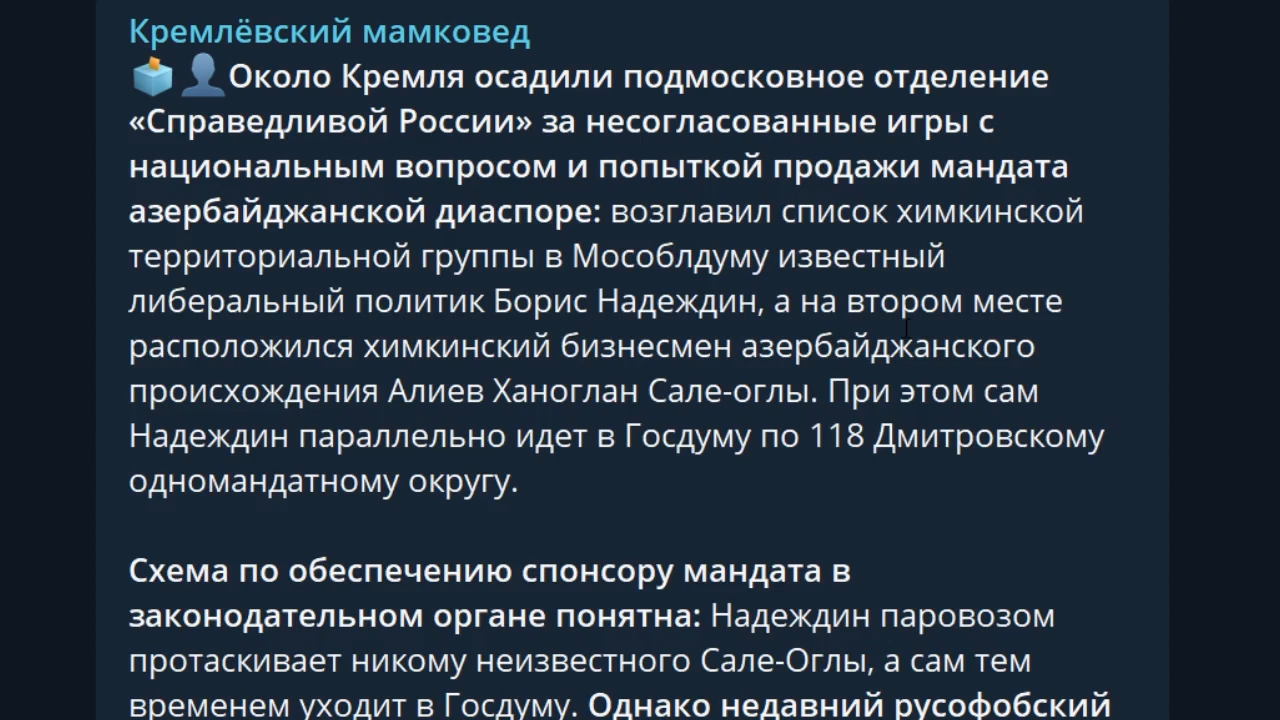 Кремлёвский мамковед
Около Кремля осадили подмосковное отделение
«Справедливой России» за несогласованные игры с
национальным вопросом и попыткой продажи мандата
азербайджанской диаспоре: возглавил список химкинской
территориальной группы в Мособлдуму известный
либеральный политик Борис Надеждин, а на втором месте
расположился химкинский бизнесмен азербайджанского
происхождения Алиев Ханоглан Сале-оглы. При этом сам
Надеждин параллельно идет в Госдуму по 118 Дмитровскому
одномандатному округу.
Схема по обеспечению спонсору мандата в
законодательном органе понятна: Надеждин паровозом
протаскивает никому неизвестного Сале-Оглы, а сам тем
временем уходит в Госдуму. Однако недавний русофобский